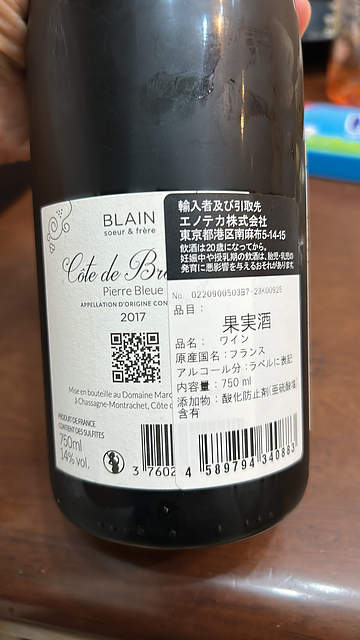 BLAIN
soeur & frère
Côte de
Pierre Bleue
APPELLATION D'ORIGINE
2017
Mise en bouteille au Domaine
à Chassagne-Montrachet, Côte
PRODUIT DE FRANCE
CONTIENT DES SULFITES
750ml
14% vol.
3 7602
輸入者及び引取先
エノテカ株式会社
東京都港区南麻布5-14-15
飲酒は20歳になってから。
妊娠中や授乳期の飲酒は、胎児・乳児の
発育に悪影響を与えるおそれがあります。
No. 0220900503B7-23K00925
品目：
果実酒
品名： ワイン
原産国名：フランス
アルコール分：ラベルに表記
内容量：750 ml
添加物：酸化防止剤(亜硫酸塩)
含有
4 589794 340883